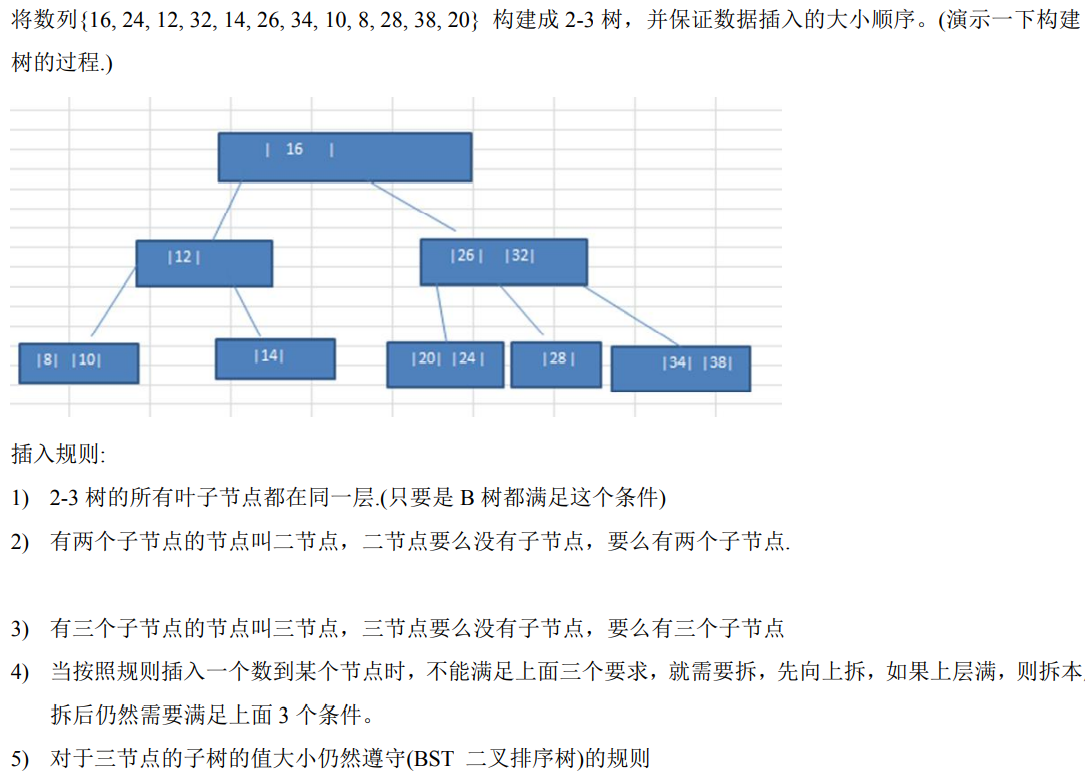 将数列{16, 24, 12, 32, 14, 26, 34, 10, 8, 28, 38, 20} 构建成 2-3 树，并保证数据插入的大小顺序。(演示一下构建
树的过程.)
| 16 |
|12 |
|26 | |32|
|8| |10|
|14|
|20| |24 |
|28 |
|34| |38|
插入规则:
1) 2-3 树的所有叶子节点都在同一层.(只要是 B 树都满足这个条件)
2) 有两个子节点的节点叫二节点，二节点要么没有子节点，要么有两个子节点.
3) 有三个子节点的节点叫三节点，三节点要么没有子节点，要么有三个子节点
4) 当按照规则插入一个数到某个节点时，不能满足上面三个要求，就需要拆，先向上拆，如果上层满，则拆本
拆后仍然需要满足上面 3 个条件。
5) 对于三节点的子树的值大小仍然遵守(BST 二叉排序树)的规则